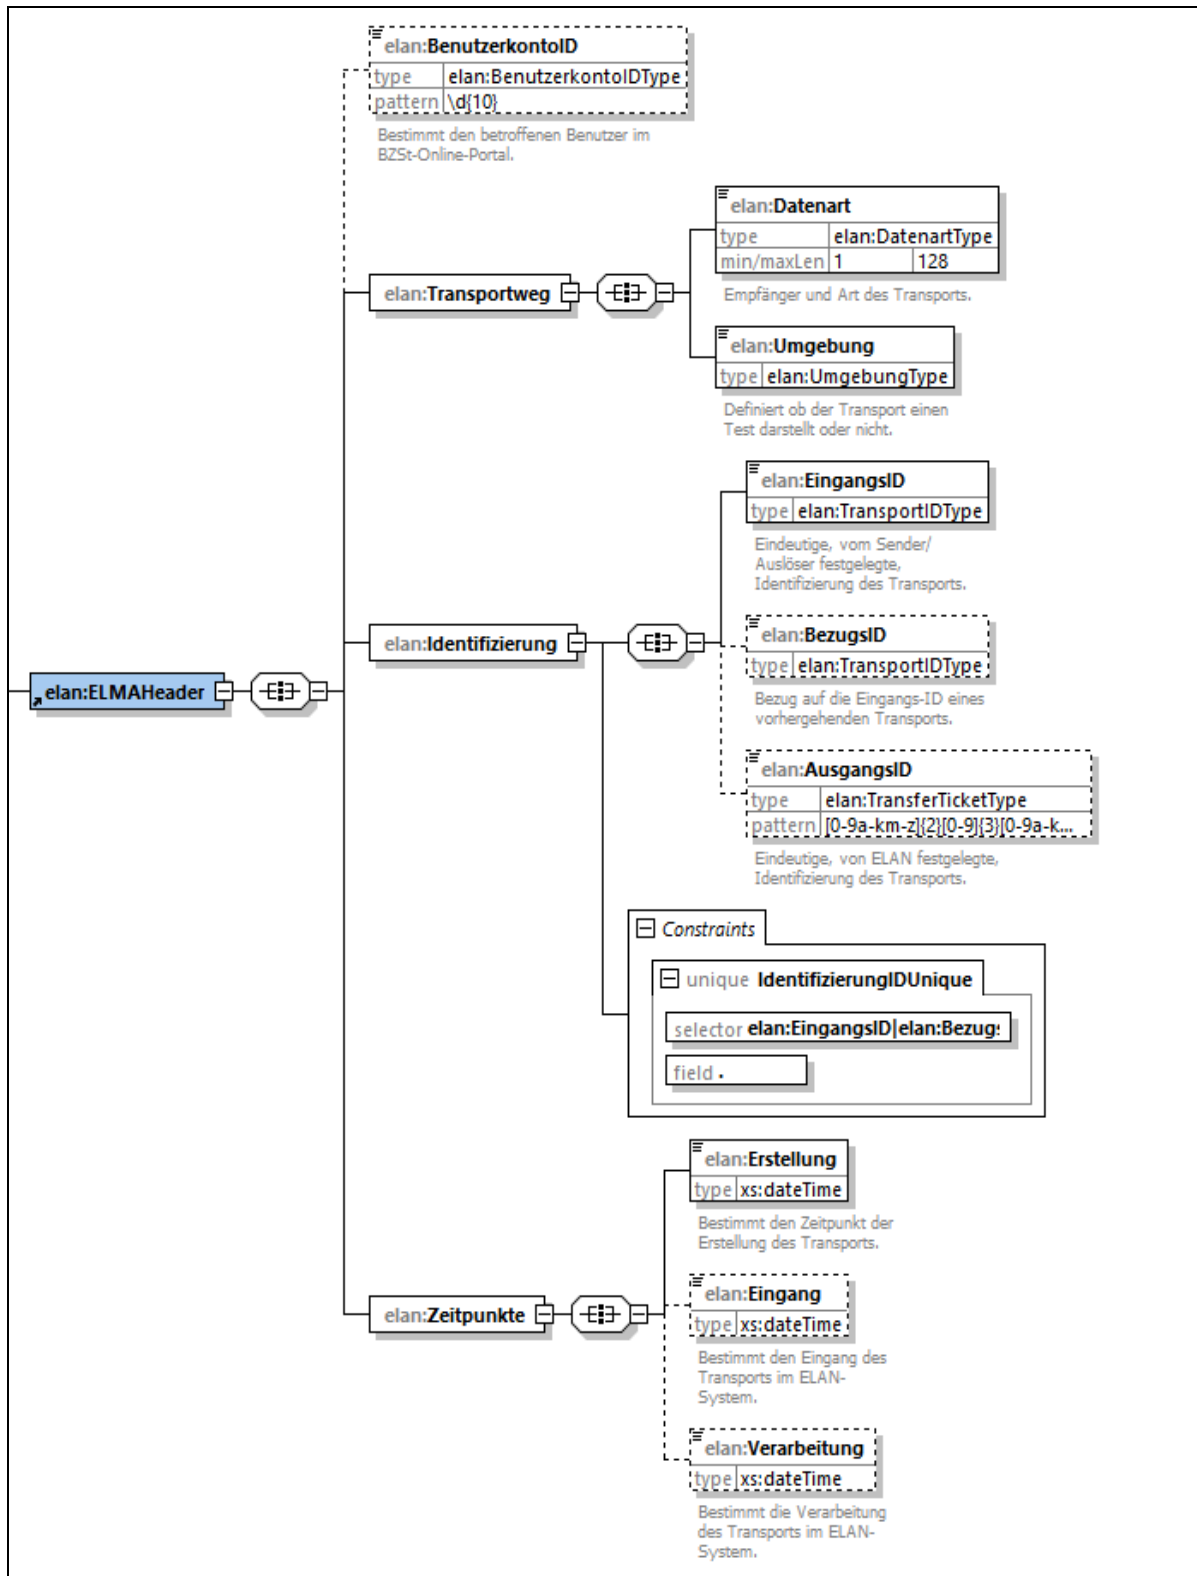 elan:BenutzerkontoID
type elan:BenutzerkontoIDType
pattern \d{10}
Bestimmt den betroffenen Benutzer im
BZSt-Online-Portal.
elan:Datenart
type elan:DatenartType
min/maxLen 1 128
Empfänger und Art des Transports.
elan:Transportweg
elan:Umgebung
type elan:UmgebungType
Definiert ob der Transport einen
Test darstellt oder nicht.
elan:EingangsID
type elan:TransportIDType
Eindeutige, vom Sender/
Auslöser festgelegte,
Identifizierung des Transports.
elan:Identifizierung
elan:BezugsID
type elan:TransportIDType
Bezug auf die Eingangs-ID eines
vorhergehenden Transports.
elan:ELMAHeader
elan:AusgangsID
type elan:TransferTicketType
pattern [0-9a-km-z]{2}[0-9]{3}[0-9a-k...
Eindeutige, von ELAN festgelegte,
Identifizierung des Transports.
Constraints
unique IdentifizierungIDUnique
selector elan:EingangsID|elan:Bezugs
field .
elan:Erstellung
type xs:dateTime
Bestimmt den Zeitpunkt der
Erstellung des Transports.
elan:Zeitpunkte
elan:Eingang
type xs:dateTime
Bestimmt den Eingang des
Transports im ELAN-
System.
elan:Verarbeitung
type xs:dateTime
Bestimmt die Verarbeitung
des Transports im ELAN-
System.